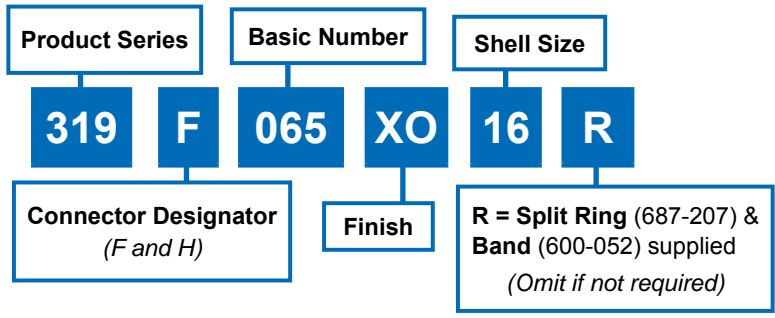 Product Series
Basic Number
Shell Size
319 F 065 XO 16 R
Connector Designator
(F and H)
Finish
R = Split Ring (687-207) &
Band (600-052) supplied
(Omit if not required)